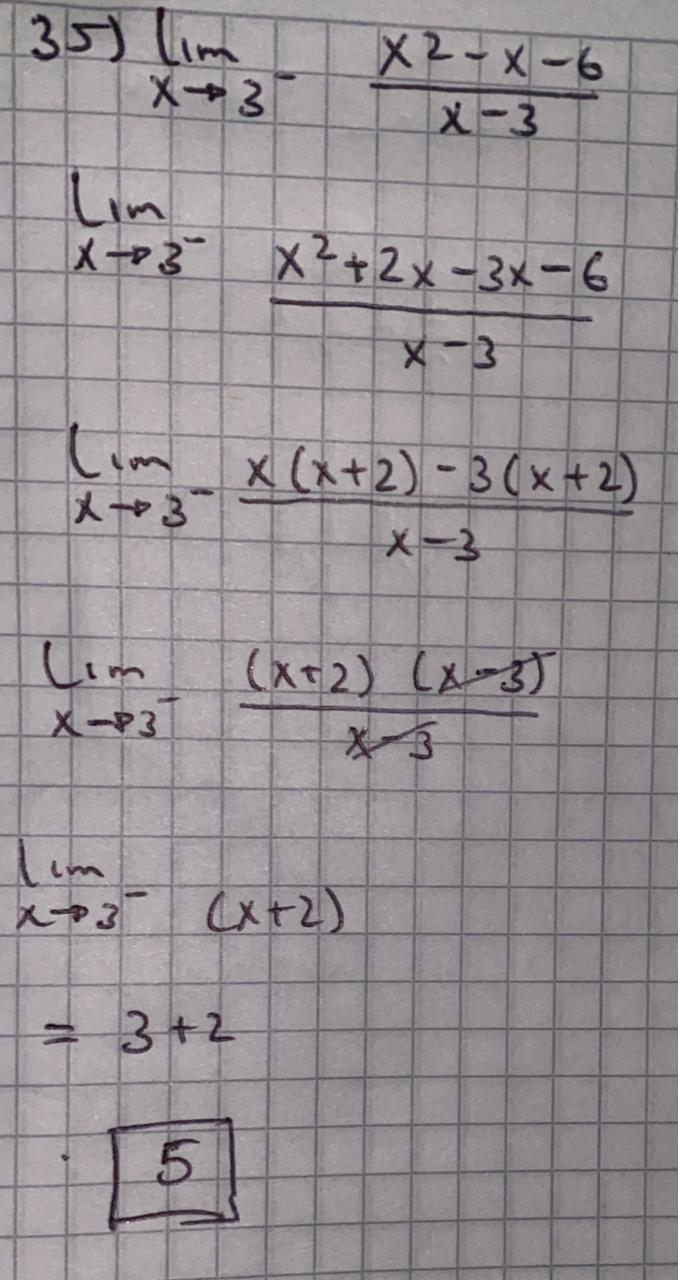 35) Lim x→3⁻ x² - x - 6 / x - 3
Lim x→3⁻ x² + 2x - 3x - 6 / x - 3
Lim x→3⁻ x(x+2) - 3(x+2) / x - 3
Lim x→3⁻ (x+2) (x-3) / x-3
lim x→3⁻ (x+2)
= 3+2
5